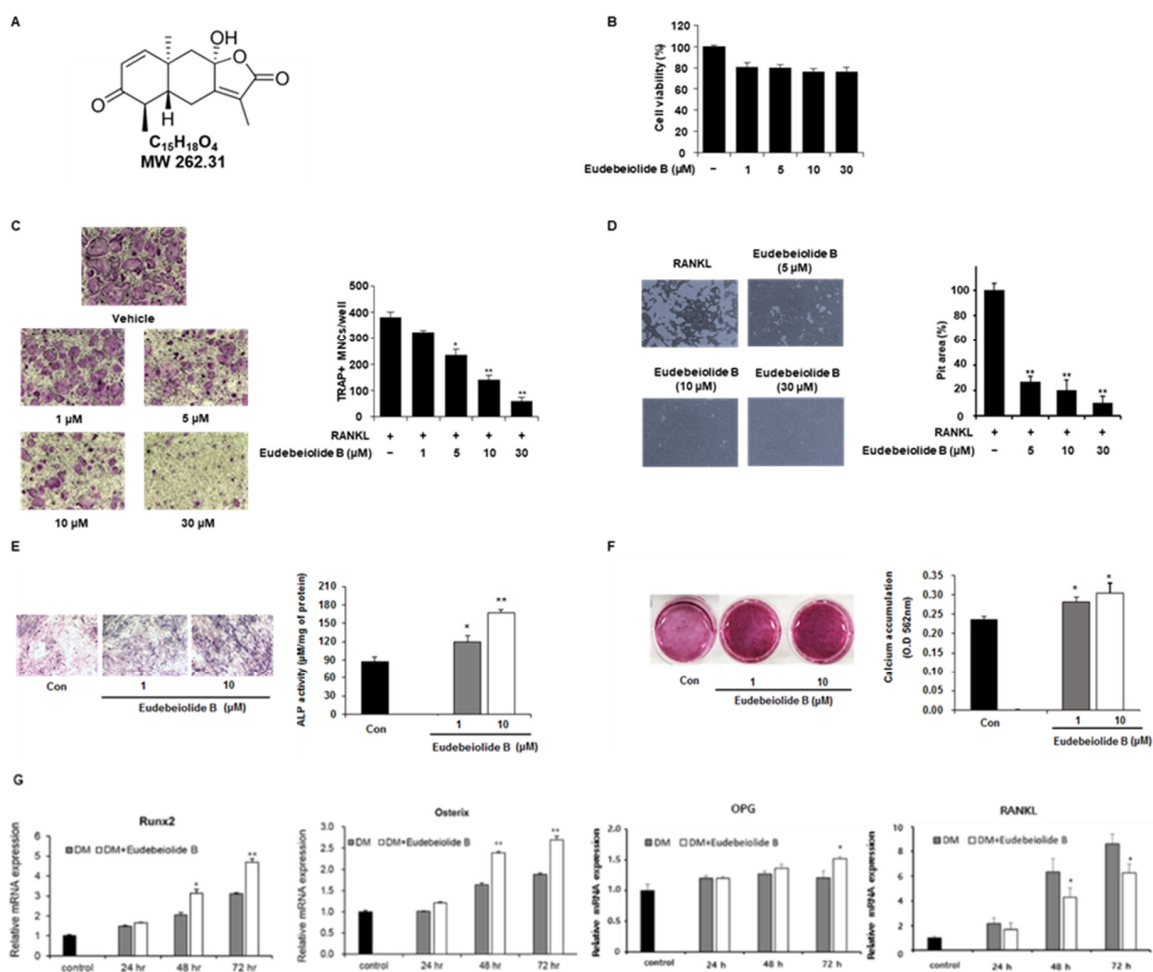 A
OH
O
O
O
H
C₁₅H₁₈O₄
MW 262.31
B
Cell viability (%)
120
100
80
60
40
20
0
Eudebeiolide B (µM)
– 1 5 10 30
C
Vehicle
1 µM 5 µM
10 µM 30 µM
TRAP+ MNCs/well
500
400
300
200
100
0
* ** **
RANKL + + + + +
Eudebeiolide B (µM) – 1 5 10 30
D
RANKL
Eudebeiolide B
(5 µM)
Eudebeiolide B
(10 µM)
Eudebeiolide B
(30 µM)
Pit area (%)
100
80
60
40
20
0
** ** **
RANKL + + + +
Eudebeiolide B (µM) – 5 10 30
E
Con 1 10
Eudebeiolide B (µM)
ALP activity (µM/mg of protein)
210
180
150
120
90
60
30
0
* **
Con 1 10
Eudebeiolide B (µM)
F
Con 1 10
Eudebeiolide B (µM)
Calcium accumulation
(O.D 562nm)
0.35
0.30
0.25
0.20
0.15
0.10
0.05
0.00
* *
Con 1 10
Eudebeiolide B (µM)
G
Runx2
Relative mRNA expression
6
5
4
3
2
1
0
DM DM+Eudebeiolide B
* **
control 24 hr 48 hr 72 hr
Osterix
Relative mRNA expression
3.0
2.5
2.0
1.5
1.0
0.5
0.0
DM DM+Eudebeiolide B
** **
control 24 hr 48 hr 72 hr
OPG
Relative mRNA expression
2.0
1.5
1.0
0.5
0.0
DM DM+Eudebeiolide B
*
control 24 h 48 h 72 h
RANKL
Relative mRNA expression
10
8
6
4
2
0
DM DM+Eudebeiolide B
* *
control 24 h 48 h 72 h